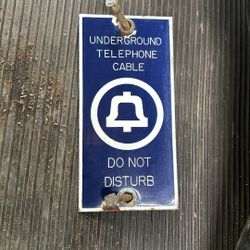 UNDERGROUND
TELEPHONE
CABLE
DO NOT
DISTURB